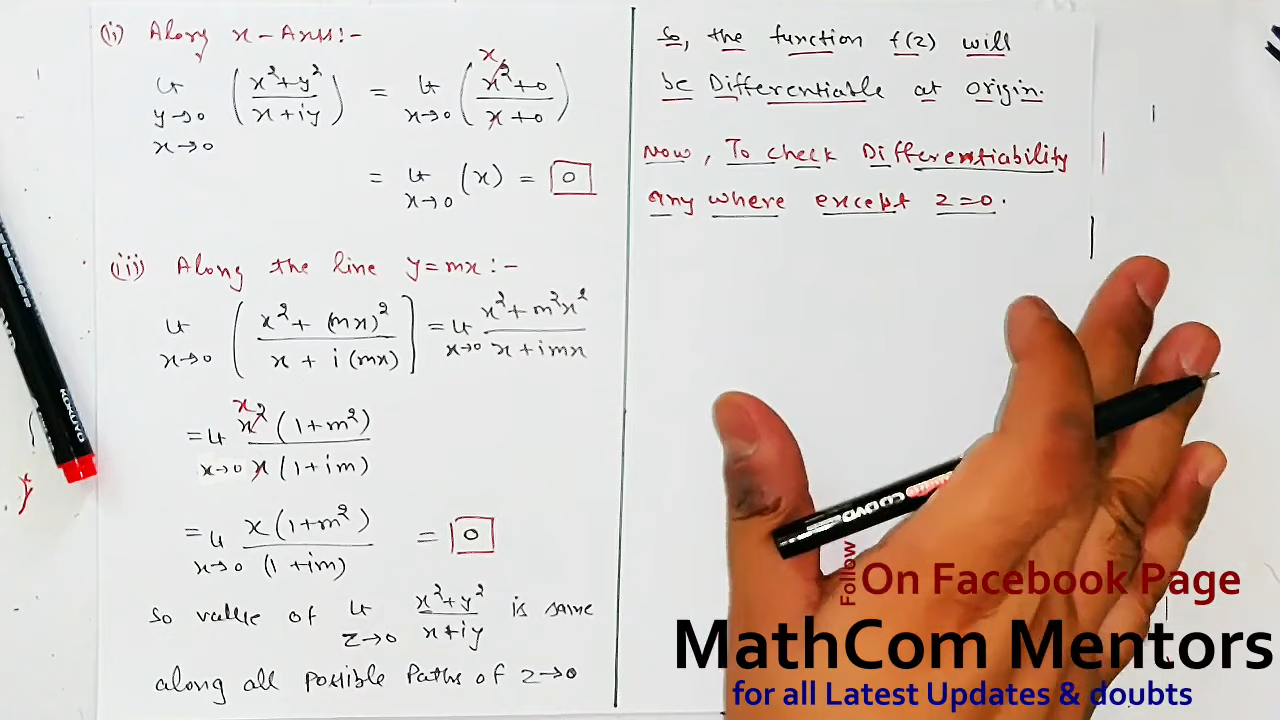 (ii) Along x-Axis:-
Lt y→0 x→0 (x²+y² / x+iy) = Lt x→0 (x²+0 / x+0) x
= Lt x→0 (x) = 0
(iii) Along the line y=mx:-
Lt x→0 [x²+(mx)² / x+i(mx)] = Lt x→0 x²+m²x² / x+imx
= Lt x→0 x² (1+m²) / x (1+im) x
= Lt x→0 x(1+m²) / (1+im) = 0
So value of Lt z→0 x²+y² / x+iy is same
along all possible Paths of z→0
So, the function f(z) will
be Differentiable at origin.
Now, To check Differentiability
any where except z=0.
CD DVD
Follow
On Facebook Page
MathCom Mentors
for all Latest Updates & doubts
KOKUYO